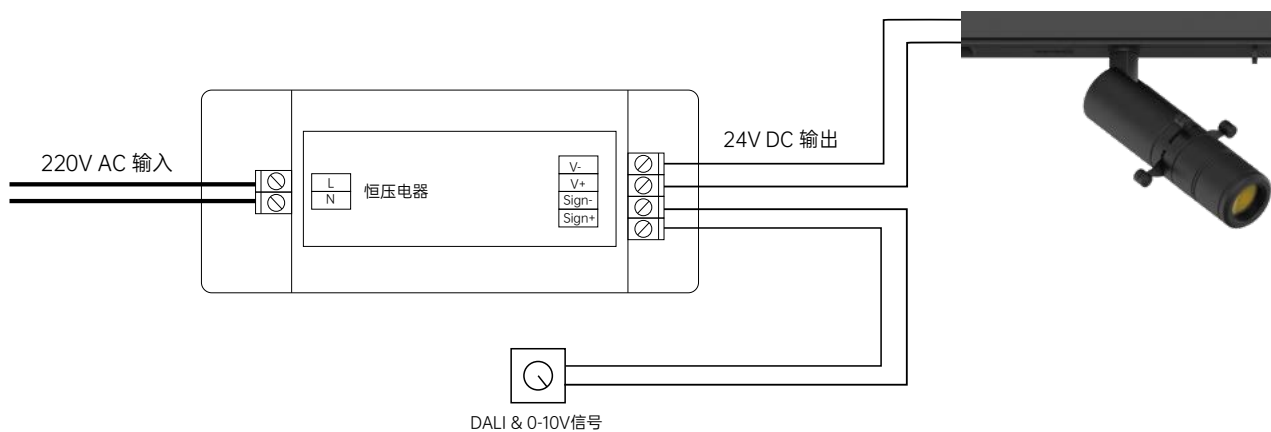 24V DC 输出
220V AC 输入
L
N
恒压电器
V-
V+
Sign-
Sign+
DALI & 0-10V信号